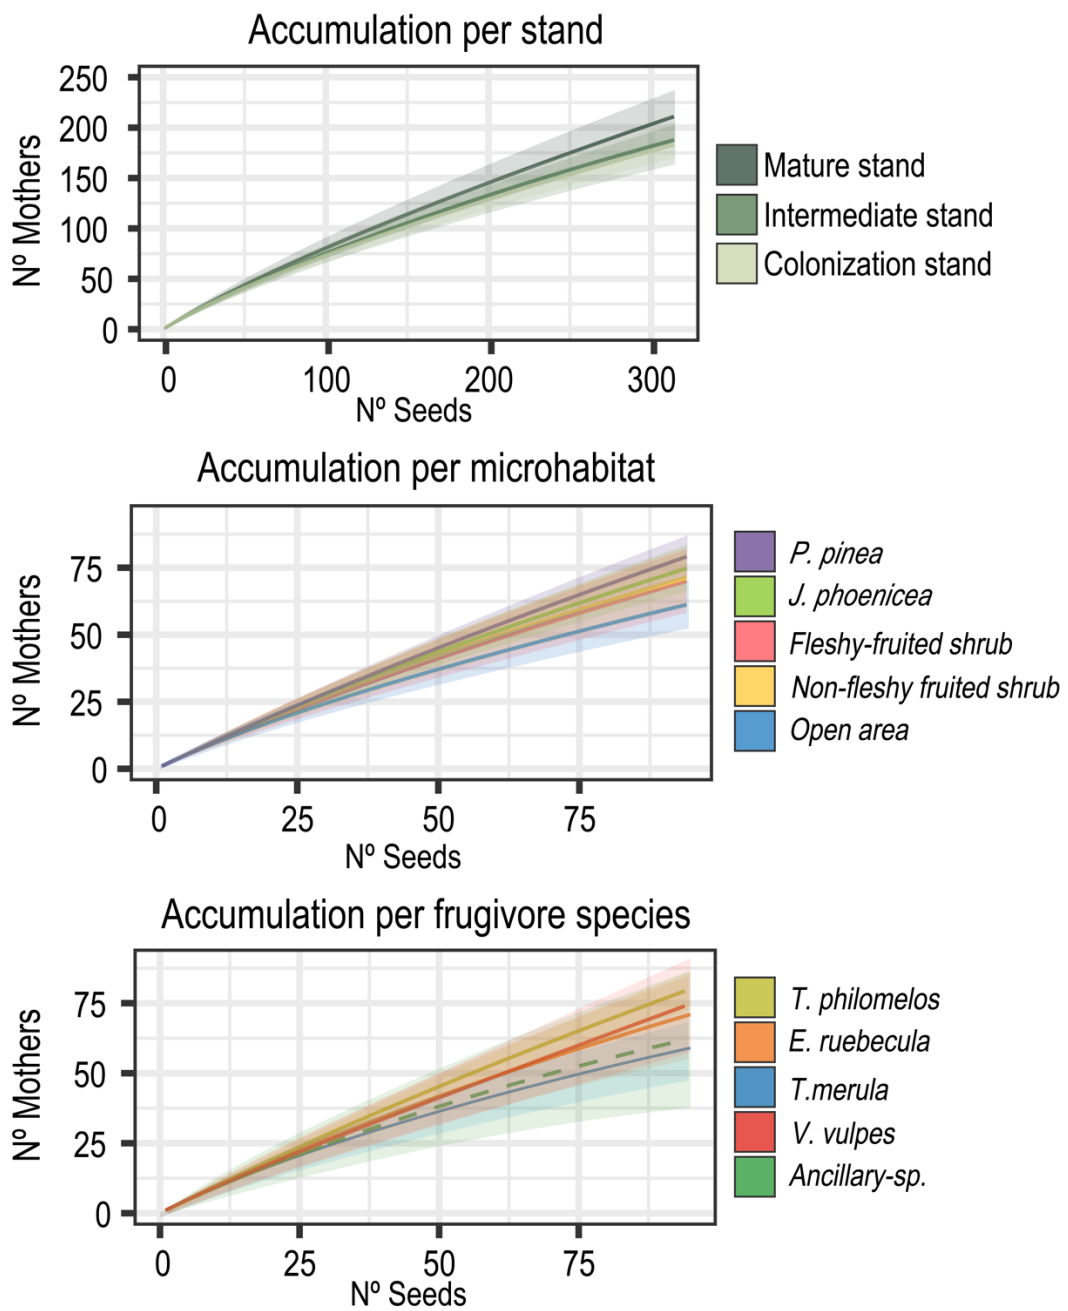 Accumulation per stand
Nº Mothers
250
200
150
100
50
0
0 100 200 300
Nº Seeds
Mature stand
Intermediate stand
Colonization stand
Accumulation per microhabitat
Nº Mothers
75
50
25
0
0 25 50 75
Nº Seeds
P. pinea
J. phoenicea
Fleshy-fruited shrub
Non-fleshy fruited shrub
Open area
Accumulation per frugivore species
Nº Mothers
75
50
25
0
0 25 50 75
Nº Seeds
T. philomelos
E. ruebecula
T.merula
V. vulpes
Ancillary-sp.